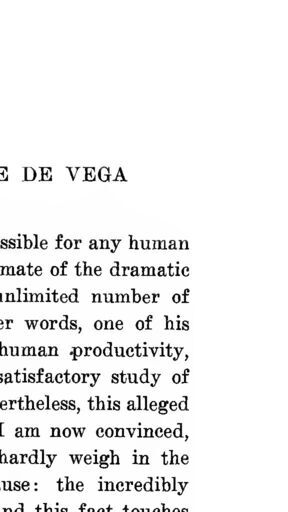 E DE VEGA
ssible for any human
mate of the dramatic
unlimited number of
er words, one of his
human productivity,
satisfactory study of
ertheless, this alleged
I am now convinced,
hardly weigh in the
use: the incredibly
nd this fact touches